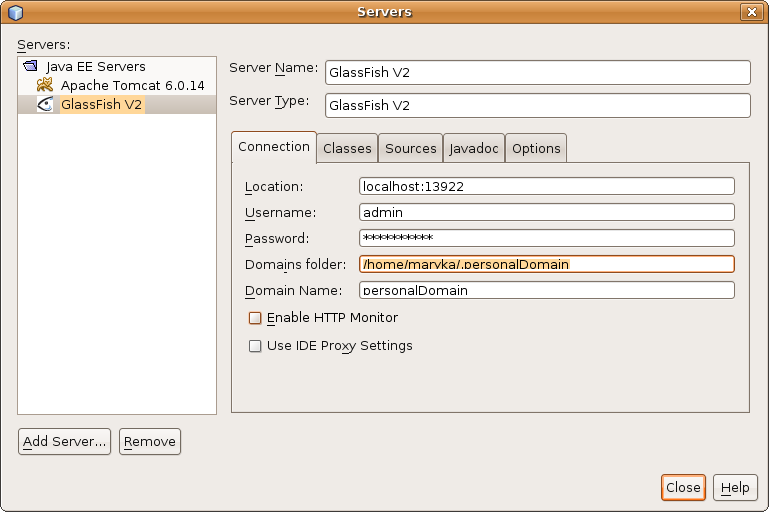 Servers
Servers:
Java EE Servers
Apache Tomcat 6.0.14
GlassFish V2
Server Name: GlassFish V2
Server Type: GlassFish V2
Connection Classes Sources Javadoc Options
Location: localhost:13922
Username: admin
Password: **********
Domains folder: /home/maryka/.personalDomain
Domain Name: personalDomain
Enable HTTP Monitor
Use IDE Proxy Settings
Add Server... Remove
Close Help